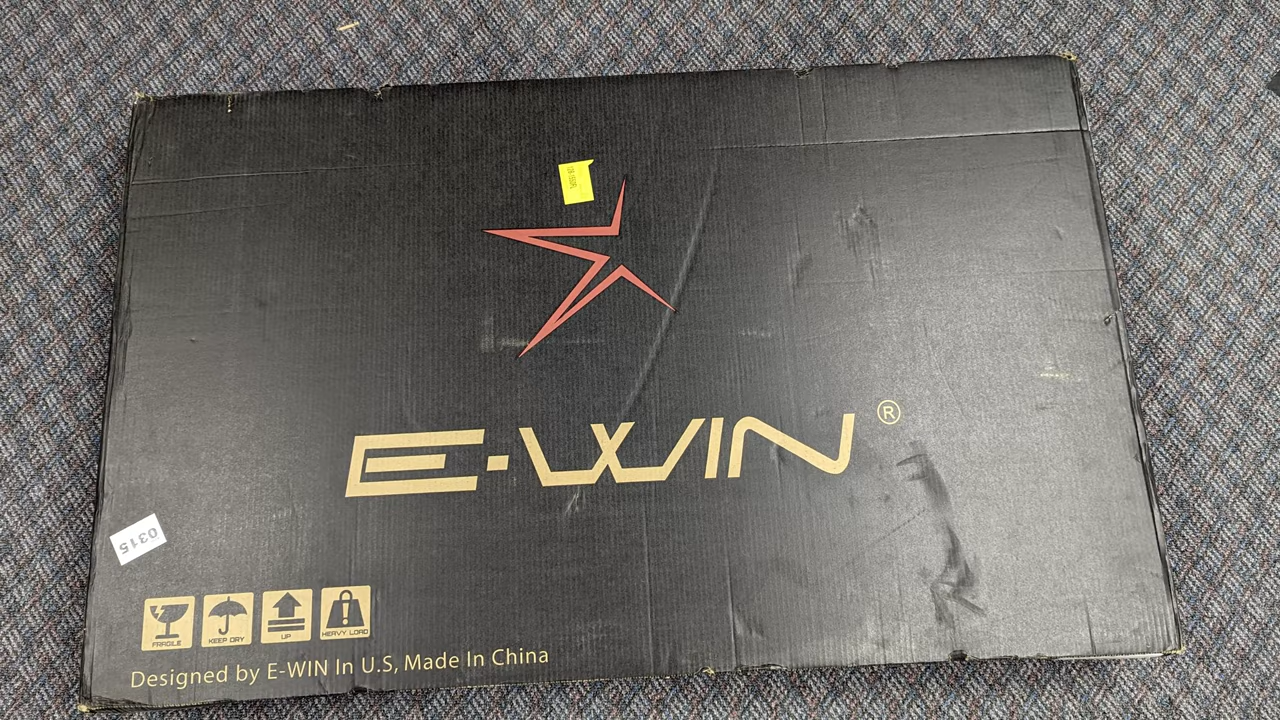 E-WIN ®
0315
FRAGILE
KEEP DRY
UP
HEAVY LOAD
Designed by E-WIN In U.S, Made In China